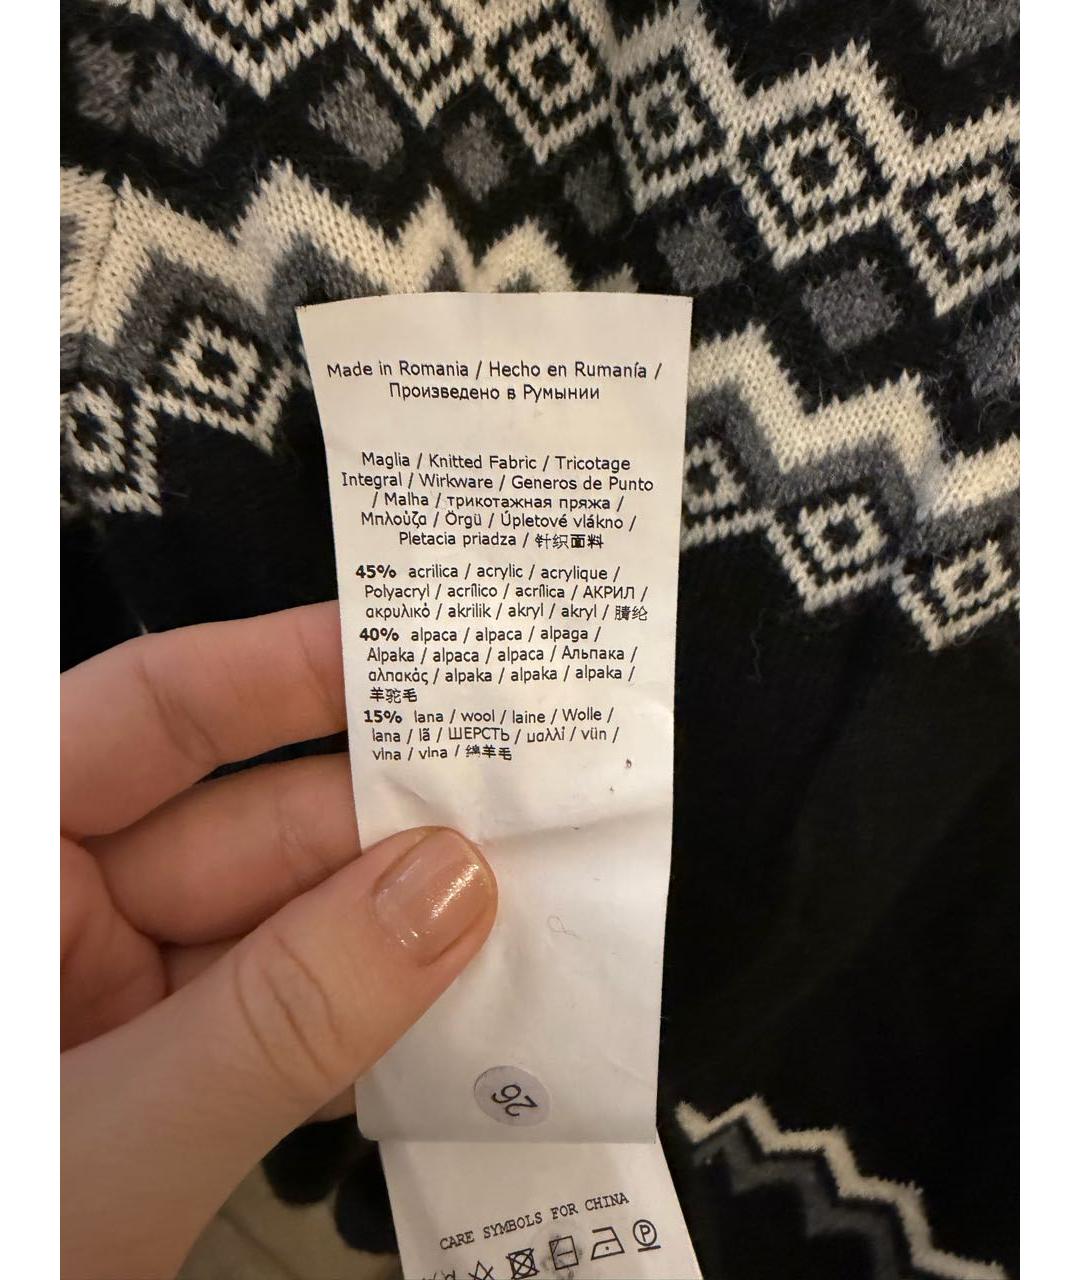 Made in Romania / Hecho en Rumanía /
Произведено в Румынии
Maglia / Knitted Fabric / Tricotage
Integral / Wirkware / Generos de Punto
/ Malha / трикотажная пряжа /
Μπλούζα / Örgü / Úpletové vlákno /
Pletacia priadza / 针织面料
45% acrilica / acrylic / acrylique /
Polyacryl / acrílico / acrílica / АКРИЛ /
ακρυλικό / akrilik / akryl / akryl / 腈纶
40% alpaca / alpaca / alpaga /
Alpaka / alpaca / alpaca / Альпака /
αλπακάς / alpaka / alpaka / alpaka /
羊驼毛
15% lana / wool / laine / Wolle /
lana / lã / ШЕРСТЬ / μαλλί / yün /
vlna / vlna / 绵羊毛
26
CARE SYMBOLS FOR CHINA
P